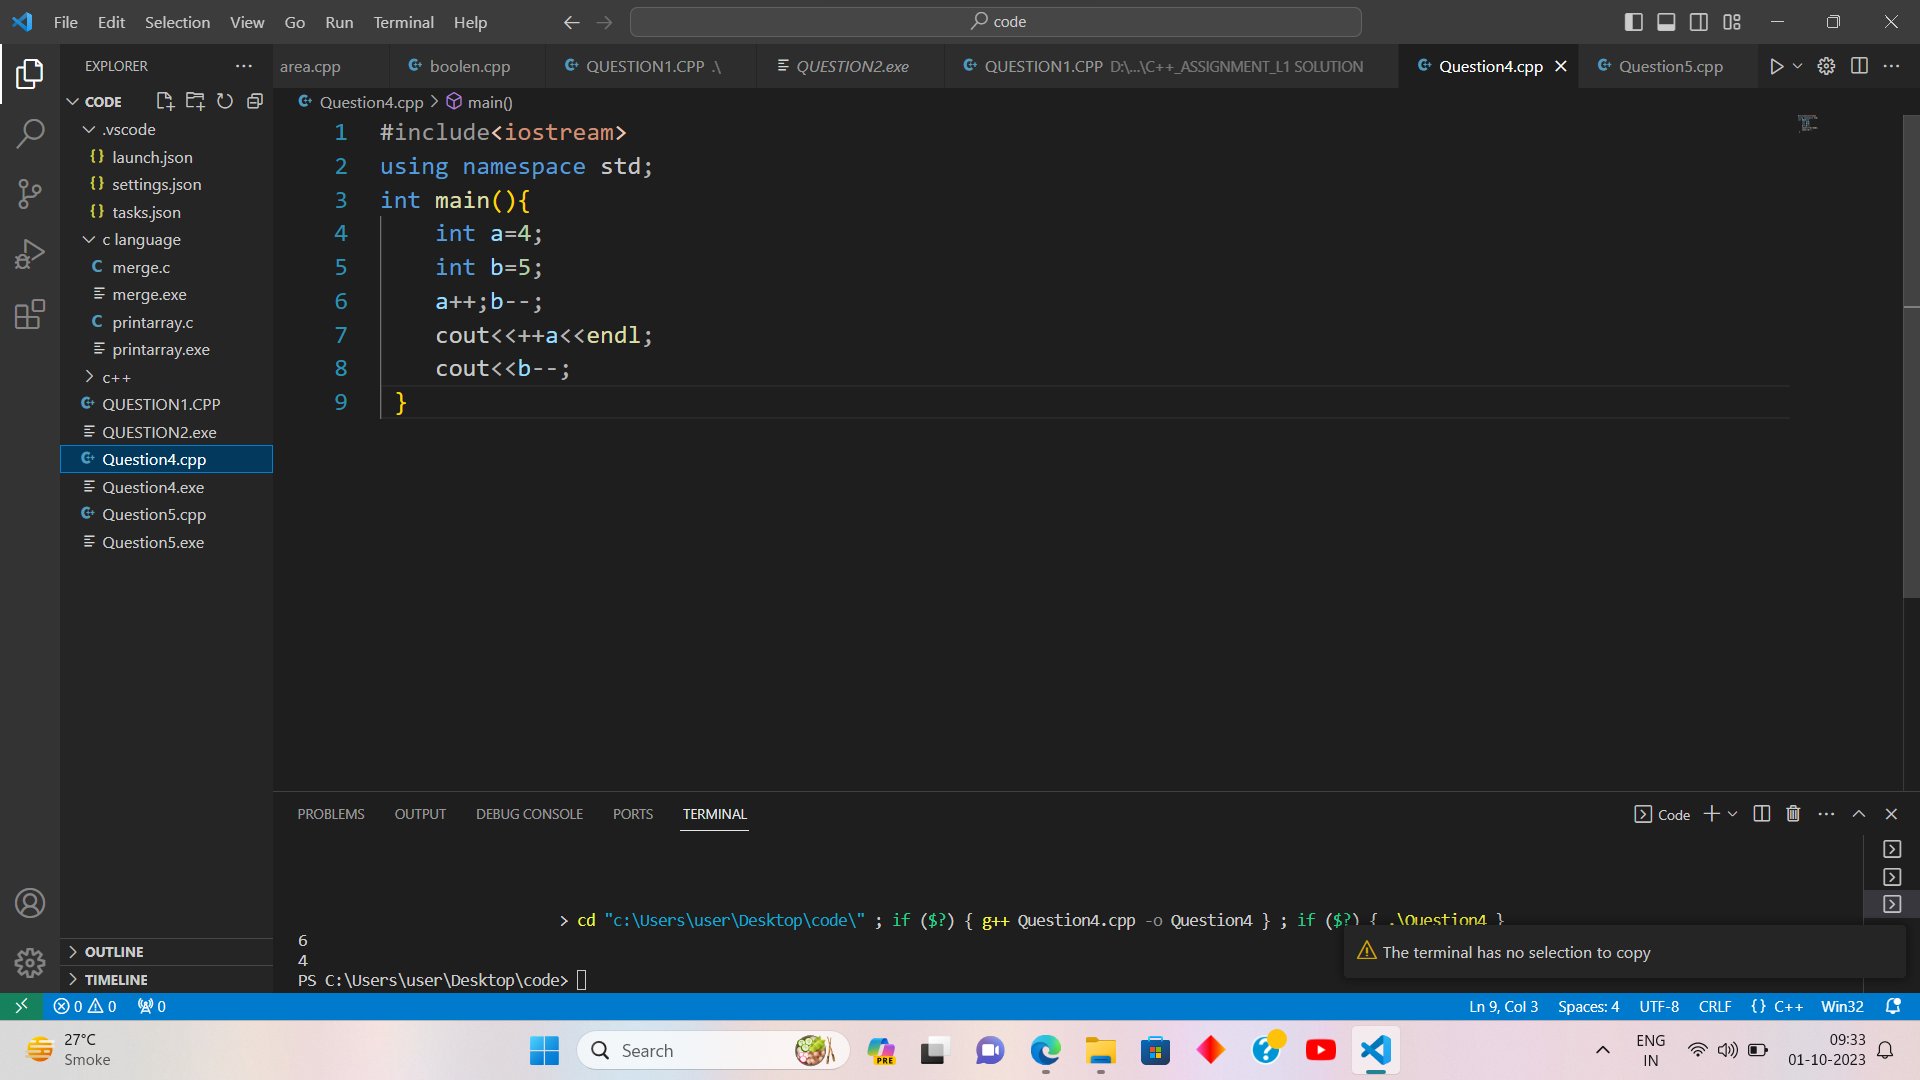 File Edit Selection View Go Run Terminal Help
code
EXPLORER
area.cpp
boolen.cpp
QUESTION1.CPP .\
QUESTION2.exe
QUESTION1.CPP D:\...\C++_ASSIGNMENT_L1 SOLUTION
Question4.cpp
Question5.cpp
CODE
.vscode
launch.json
settings.json
tasks.json
c language
merge.c
merge.exe
printarray.c
printarray.exe
c++
QUESTION1.CPP
QUESTION2.exe
Question4.cpp
Question4.exe
Question5.cpp
Question5.exe
OUTLINE
TIMELINE
Question4.cpp > main()
1 #include<iostream>
2 using namespace std;
3 int main(){
4 int a=4;
5 int b=5;
6 a++;b--;
7 cout<<++a<<endl;
8 cout<<b--;
9 }
PROBLEMS OUTPUT DEBUG CONSOLE PORTS TERMINAL
Code
> cd "c:\Users\user\Desktop\code\" ; if ($?) { g++ Question4.cpp -o Question4 } ; if ($?) { .\Question4 }
6
4
PS C:\Users\user\Desktop\code>
The terminal has no selection to copy
0 0 0
Ln 9, Col 3 Spaces: 4 UTF-8 CRLF {} C++ Win32
27°C
Smoke
Search
PRE
ENG
IN
09:33
01-10-2023